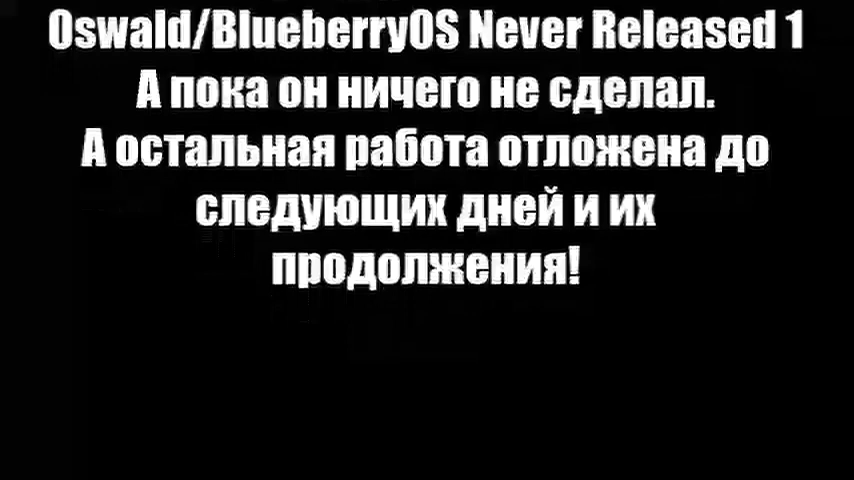 Oswald/BlueberryOS Never Released 1
А пока он ничего не сделал.
А остальная работа отложена до
следующих дней и их
продолжения!